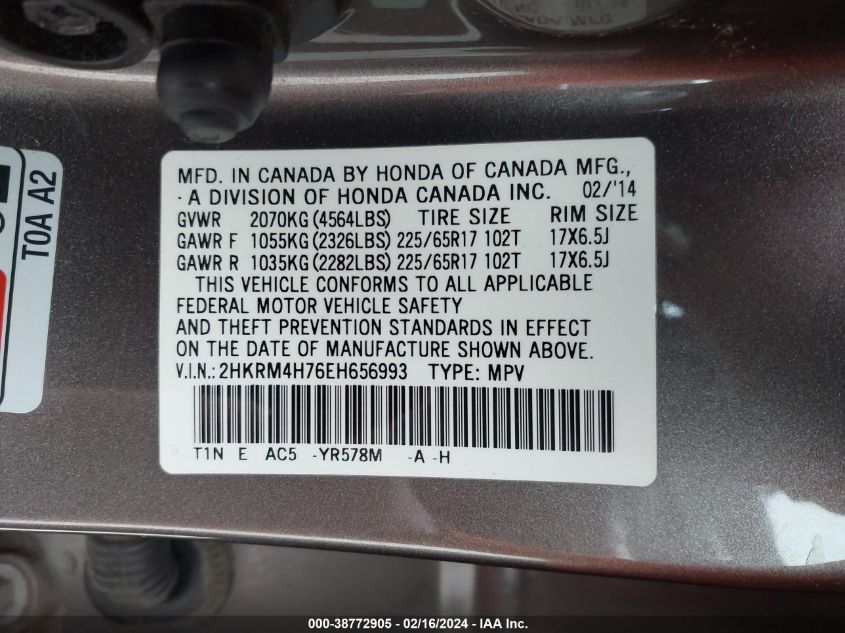 ADA MFG
T0A A2
MFD. IN CANADA BY HONDA OF CANADA MFG.,
A DIVISION OF HONDA CANADA INC. 02/'14
GVWR 2070KG (4564LBS) TIRE SIZE RIM SIZE
GAWR F 1055KG (2326LBS) 225/65R17 102T 17X6.5J
GAWR R 1035KG (2282LBS) 225/65R17 102T 17X6.5J
THIS VEHICLE CONFORMS TO ALL APPLICABLE
FEDERAL MOTOR VEHICLE SAFETY
AND THEFT PREVENTION STANDARDS IN EFFECT
ON THE DATE OF MANUFACTURE SHOWN ABOVE.
V.I.N.: 2HKRM4H76EH656993 TYPE: MPV
T1N E AC5 -YR578M -A -H
000-38772905 - 02/16/2024 - IAA Inc.